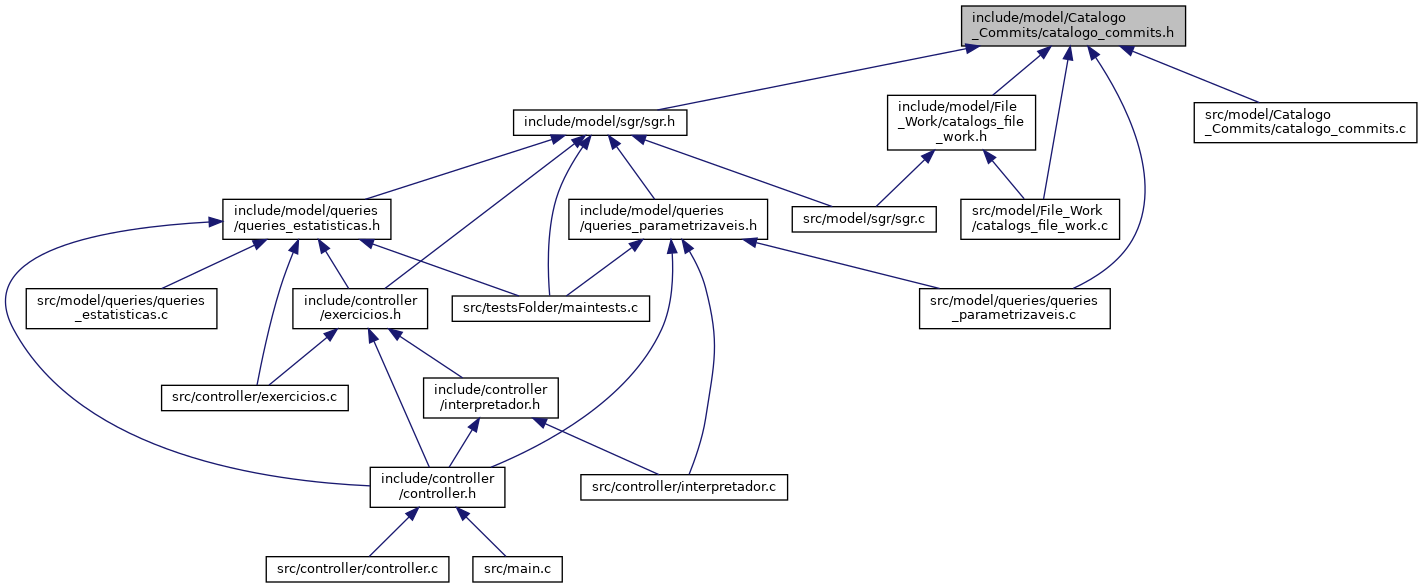 include/model/Catalogo
_Commits/catalogo_commits.h
include/model/sgr/sgr.h
include/model/File
_Work/catalogs_file
_work.h
src/model/Catalogo
_Commits/catalogo_commits.c
include/model/queries
/queries_estatisticas.h
include/model/queries
/queries_parametrizaveis.h
src/model/sgr/sgr.c
src/model/File_Work
/catalogs_file_work.c
src/model/queries/queries
_estatisticas.c
include/controller
/exercicios.h
src/testsFolder/maintests.c
src/model/queries/queries
_parametrizaveis.c
src/controller/exercicios.c
include/controller
/interpretador.h
include/controller
/controller.h
src/controller/interpretador.c
src/controller/controller.c
src/main.c